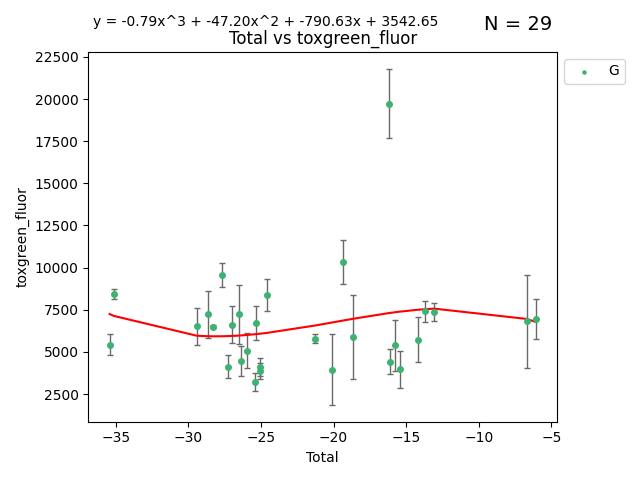 y = -0.79x^3 + -47.20x^2 + -790.63x + 3542.65
N = 29
Total vs toxgreen_fluor
G
22500
20000
17500
15000
12500
10000
7500
5000
2500
toxgreen_fluor
−35
−30
−25
−20
−15
−10
−5
Total